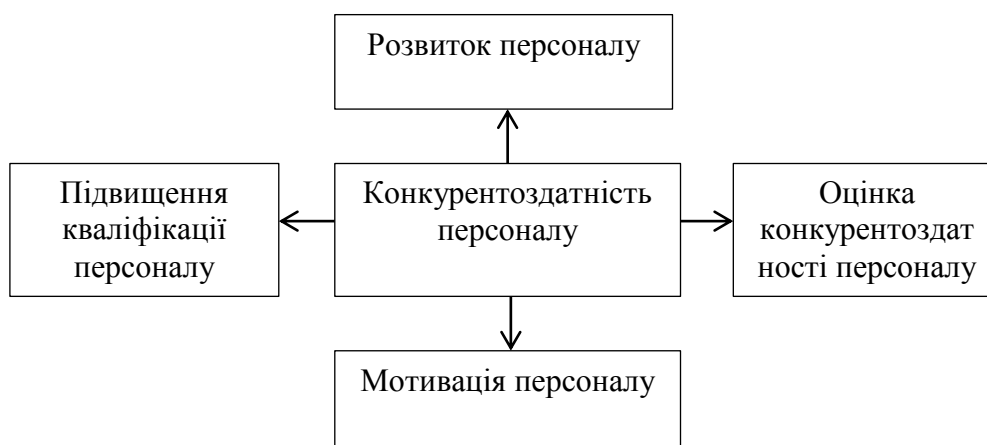 Розвиток персоналу
Підвищення
кваліфікації
персоналу
Конкурентоздатність
персоналу
Оцінка
конкурентоздат
ності персоналу
Мотивація персоналу